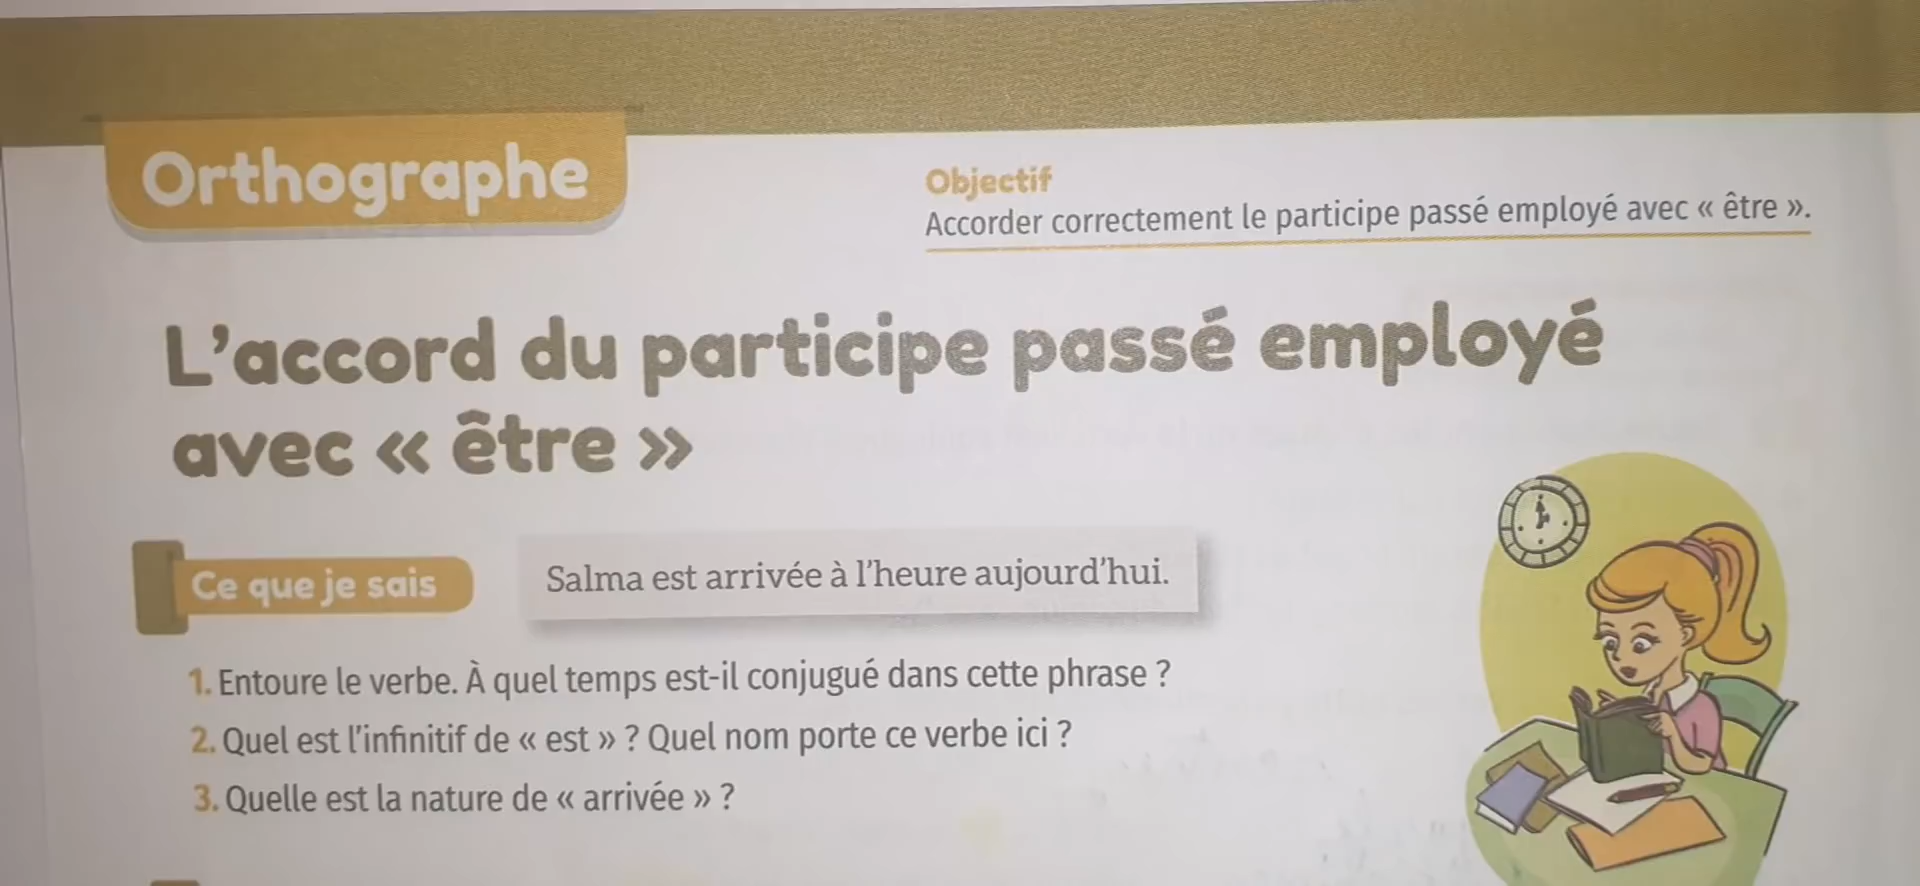 Orthographe
Objectif
Accorder correctement le participe passé employé avec « être ».
L'accord du participe passé employé
avec « être »
Ce que je sais
Salma est arrivée à l'heure aujourd'hui.
1. Entoure le verbe. À quel temps est-il conjugué dans cette phrase ?
2. Quel est l'infinitif de « est » ? Quel nom porte ce verbe ici ?
3. Quelle est la nature de « arrivée » ?